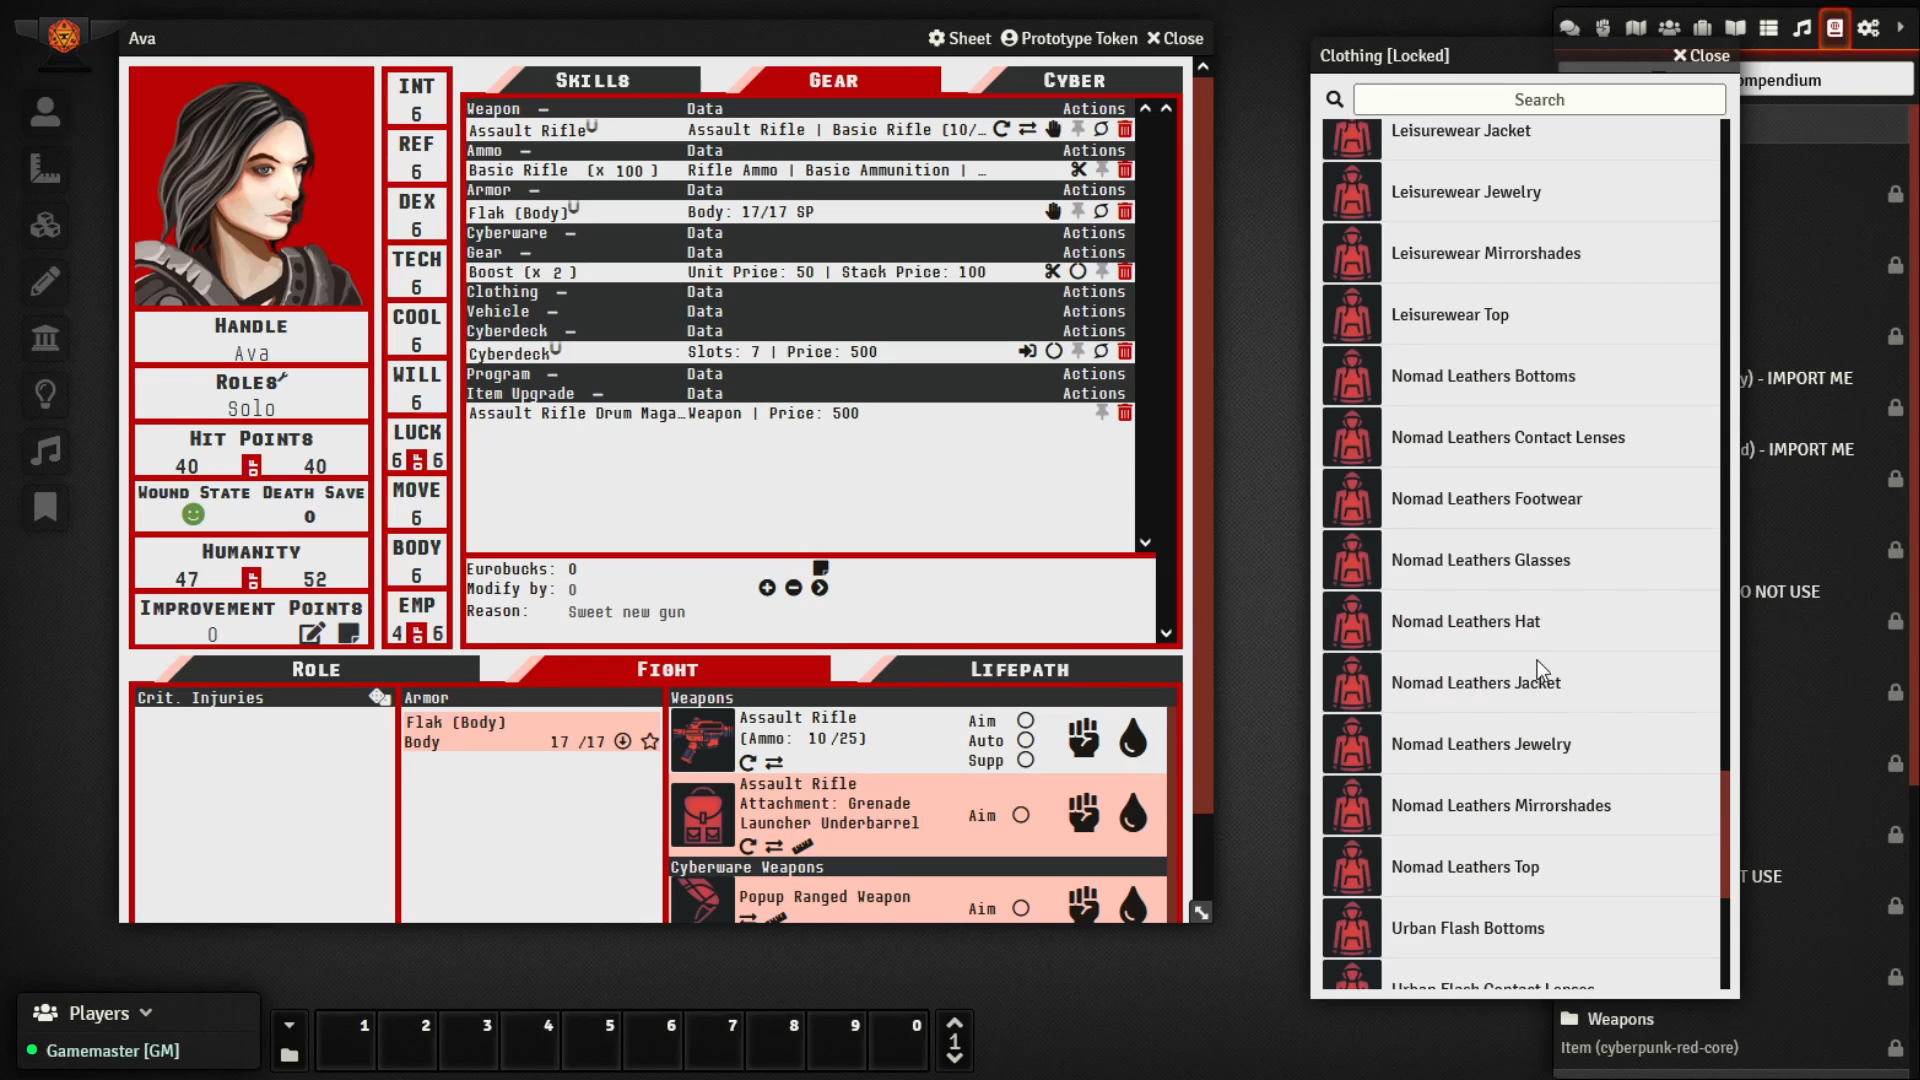 Ava
Sheet
Prototype Token
Close
HANDLE
Ava
ROLES
Solo
HIT POINTS
40 OF 40
WOUND STATE DEATH SAVE
0
HUMANITY
47 OF 52
IMPROVEMENT POINTS
0
INT
6
REF
6
DEX
6
TECH
6
COOL
6
WILL
6
LUCK
6 OF 6
MOVE
6
BODY
6
EMP
4 OF 6
SKILLS
GEAR
CYBER
Weapon – Data Actions
Assault Rifle Assault Rifle | Basic Rifle (10/…
Ammo – Data Actions
Basic Rifle (x 100 ) Rifle Ammo | Basic Ammunition | …
Armor – Data Actions
Flak (Body) Body: 17/17 SP
Cyberware – Data Actions
Gear – Data Actions
Boost (x 2 ) Unit Price: 50 | Stack Price: 100
Clothing – Data Actions
Vehicle – Data Actions
Cyberdeck – Data Actions
Cyberdeck Slots: 7 | Price: 500
Program – Data Actions
Item Upgrade – Data Actions
Assault Rifle Drum Maga… Weapon | Price: 500
Eurobucks: 0
Modify by: 0
Reason: Sweet new gun
ROLE
FIGHT
LIFEPATH
Crit. Injuries
Armor
Flak (Body)
Body 17 /17
Weapons
Assault Rifle
(Ammo: 10 /25)
Aim
Auto
Supp
Assault Rifle
Attachment: Grenade
Launcher Underbarrel
Aim
Cyberware Weapons
Popup Ranged Weapon
Aim
Clothing [Locked]
Close
Search
Leisurewear Jacket
Leisurewear Jewelry
Leisurewear Mirrorshades
Leisurewear Top
Nomad Leathers Bottoms
Nomad Leathers Contact Lenses
Nomad Leathers Footwear
Nomad Leathers Glasses
Nomad Leathers Hat
Nomad Leathers Jacket
Nomad Leathers Jewelry
Nomad Leathers Mirrorshades
Nomad Leathers Top
Urban Flash Bottoms
Urban Flash Contact Lenses
ompendium
y) - IMPORT ME
d) - IMPORT ME
O NOT USE
T USE
Weapons
Item (cyberpunk-red-core)
Players
Gamemaster [GM]
1 2 3 4 5 6 7 8 9 0
1